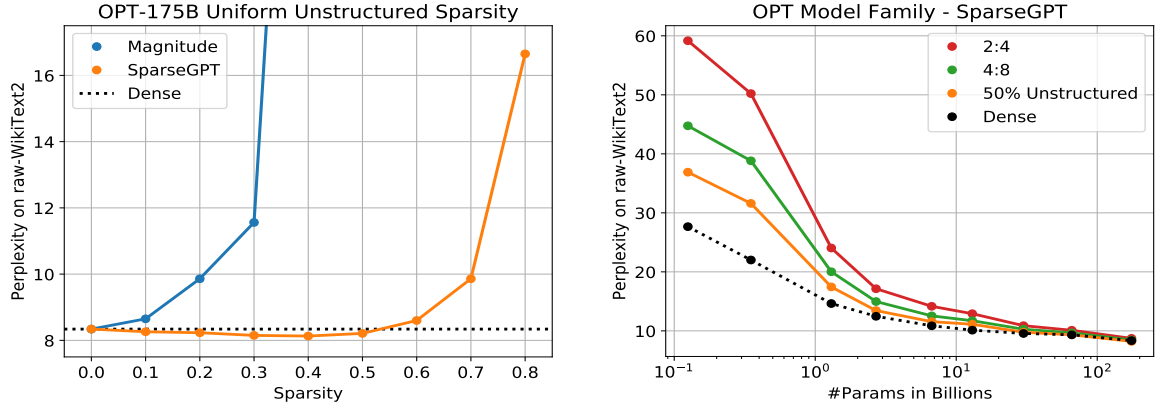 OPT-175B Uniform Unstructured Sparsity
Magnitude
SparseGPT
Dense
Perplexity on raw-WikiText2
16
14
12
10
8
0.0 0.1 0.2 0.3 0.4 0.5 0.6 0.7 0.8
Sparsity
OPT Model Family - SparseGPT
2:4
4:8
50% Unstructured
Dense
Perplexity on raw-WikiText2
60
50
40
30
20
10
10⁻¹ 10⁰ 10¹ 10²
#Params in Billions